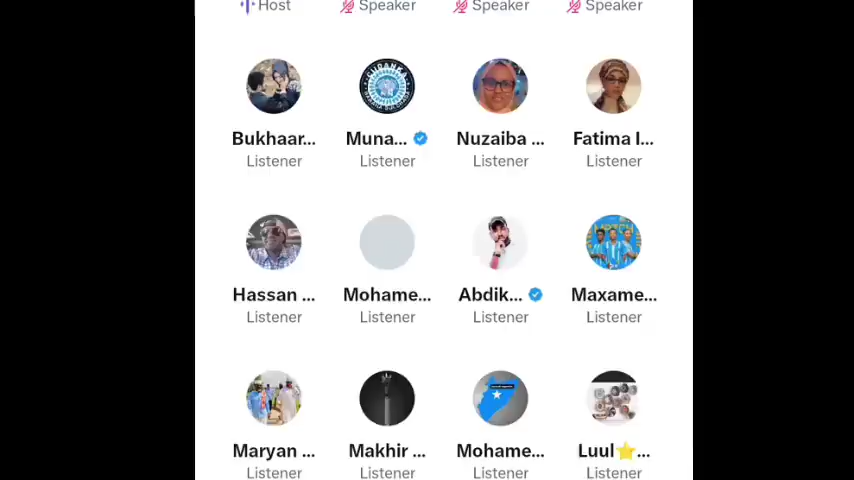 Host Speaker Speaker Speaker
Bukhaar... Muna... Nuzaiba ... Fatima I...
Listener Listener Listener Listener
Hassan ... Mohame... Abdik... Maxame...
Listener Listener Listener Listener
Maryan ... Makhir ... Mohame... Luul⭐...
Listener Listener Listener Listener